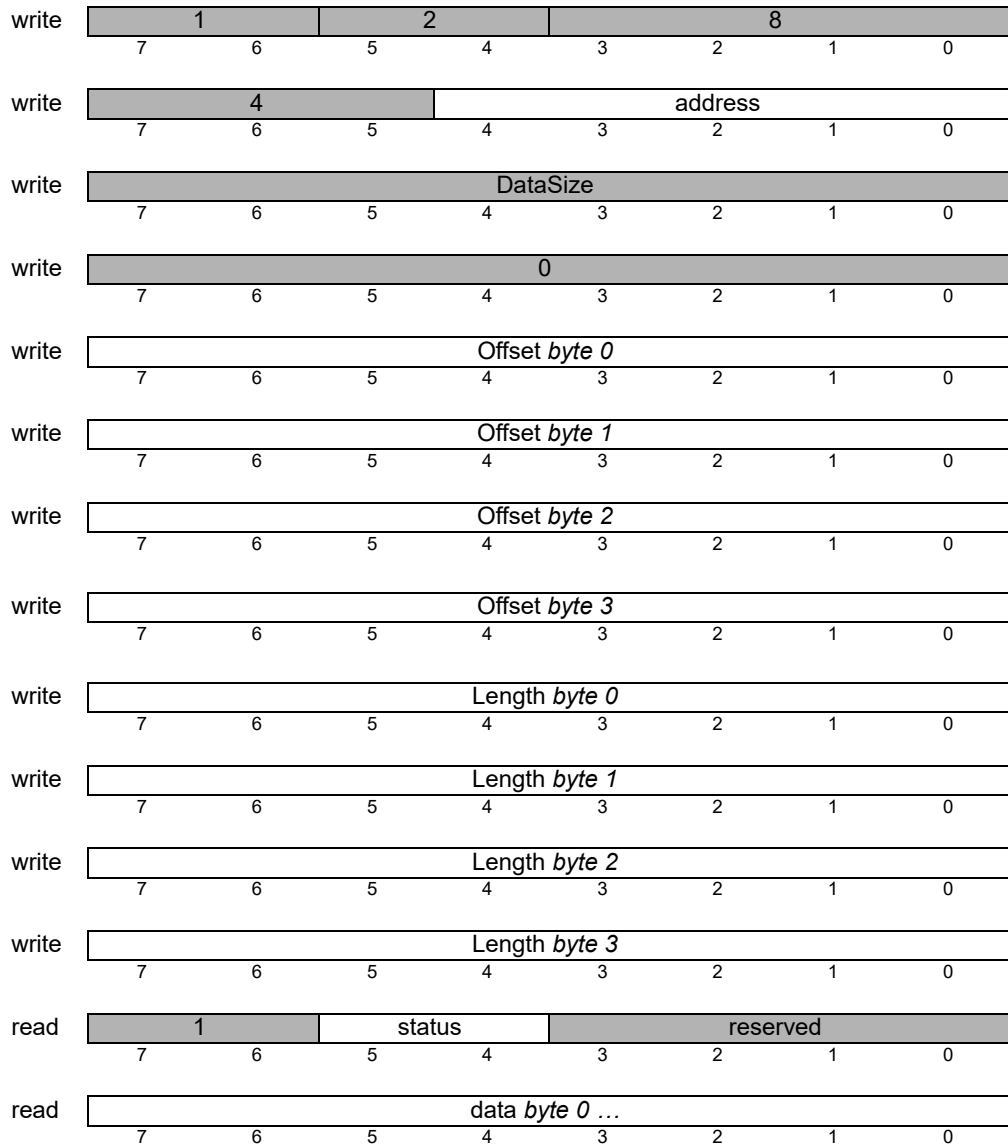 write 1 2 8
7 6 5 4 3 2 1 0
write 4 address
7 6 5 4 3 2 1 0
write DataSize
7 6 5 4 3 2 1 0
write 0
7 6 5 4 3 2 1 0
write Offset byte 0
7 6 5 4 3 2 1 0
write Offset byte 1
7 6 5 4 3 2 1 0
write Offset byte 2
7 6 5 4 3 2 1 0
write Offset byte 3
7 6 5 4 3 2 1 0
write Length byte 0
7 6 5 4 3 2 1 0
write Length byte 1
7 6 5 4 3 2 1 0
write Length byte 2
7 6 5 4 3 2 1 0
write Length byte 3
7 6 5 4 3 2 1 0
read 1 status reserved
7 6 5 4 3 2 1 0
read data byte 0 …
7 6 5 4 3 2 1 0